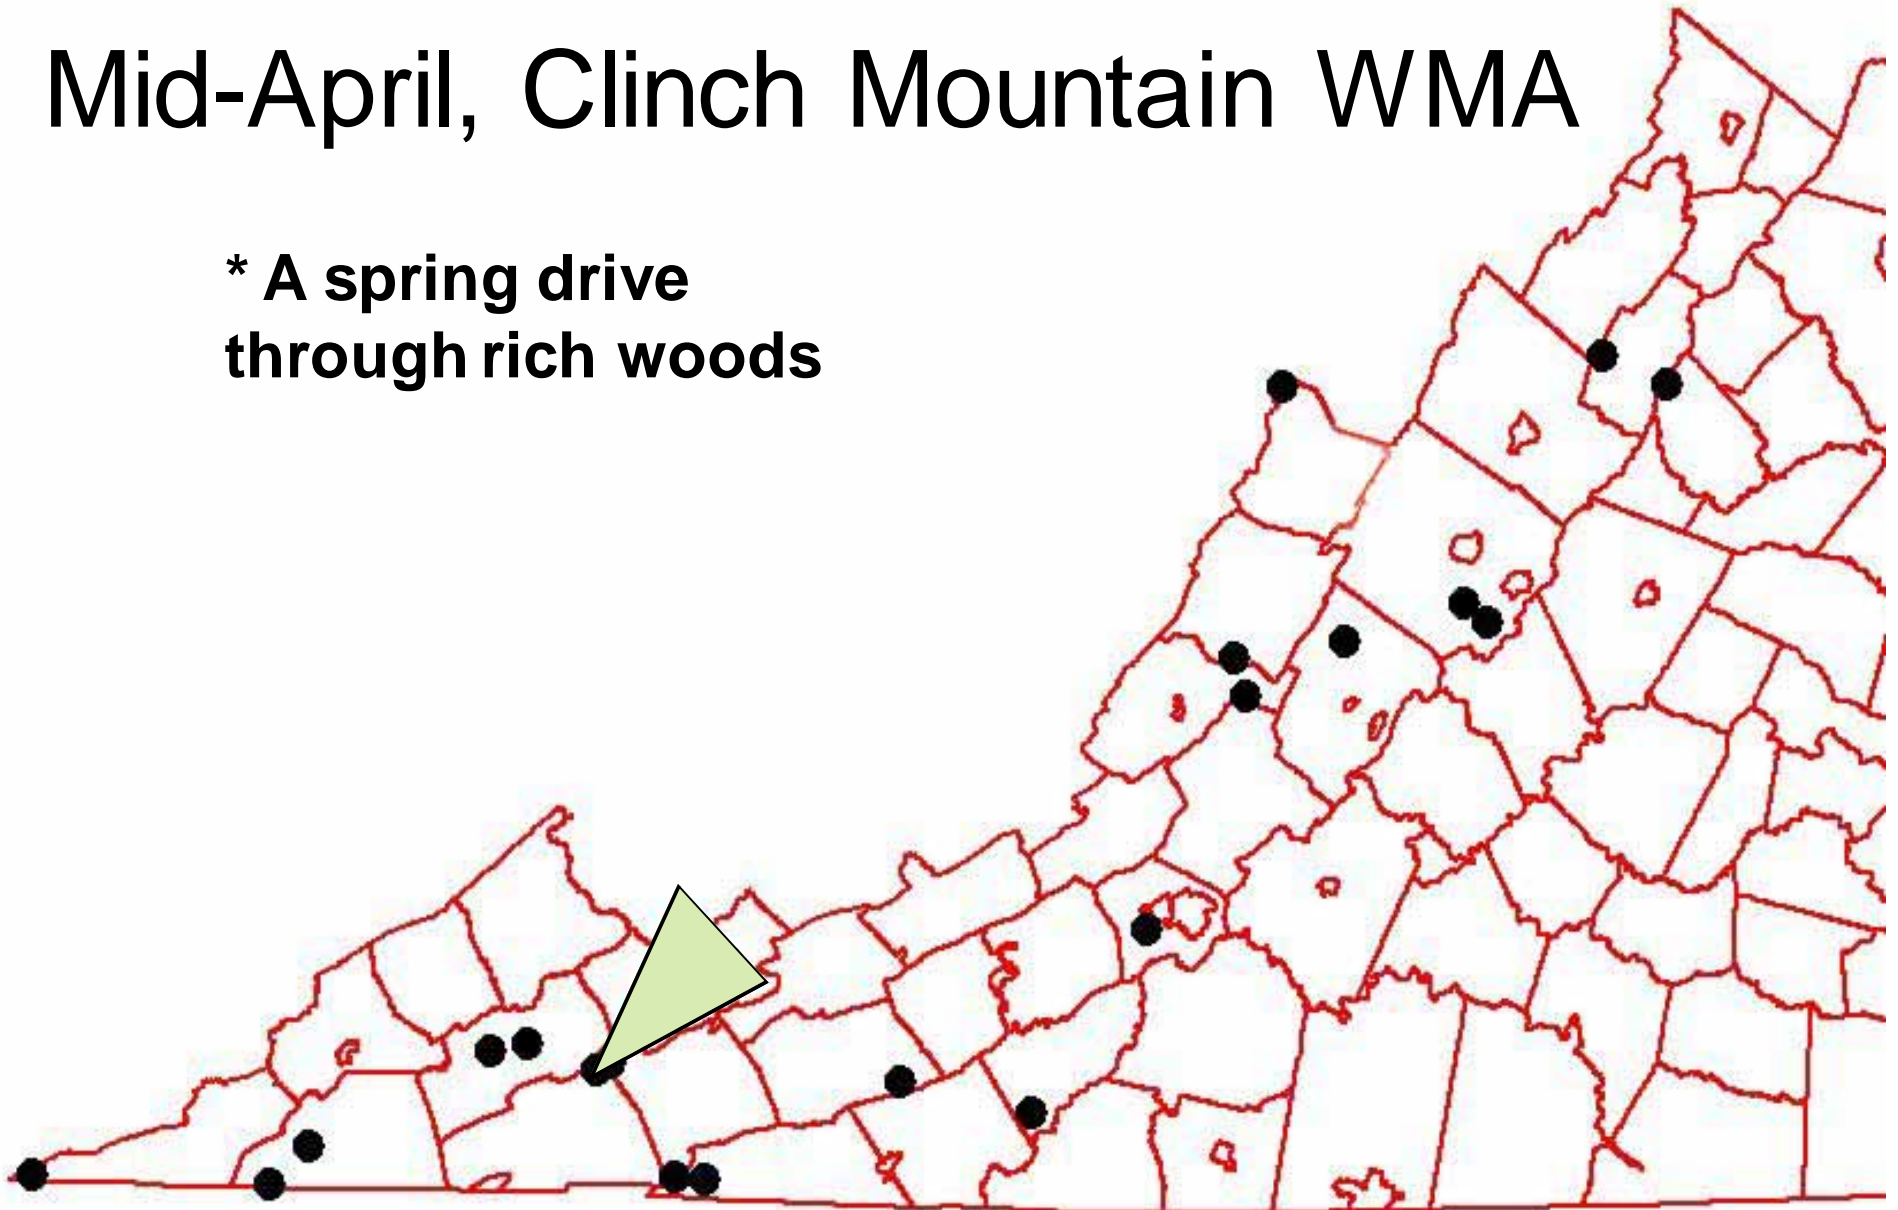 Mid-April, Clinch Mountain WMA
* A spring drive
through rich woods